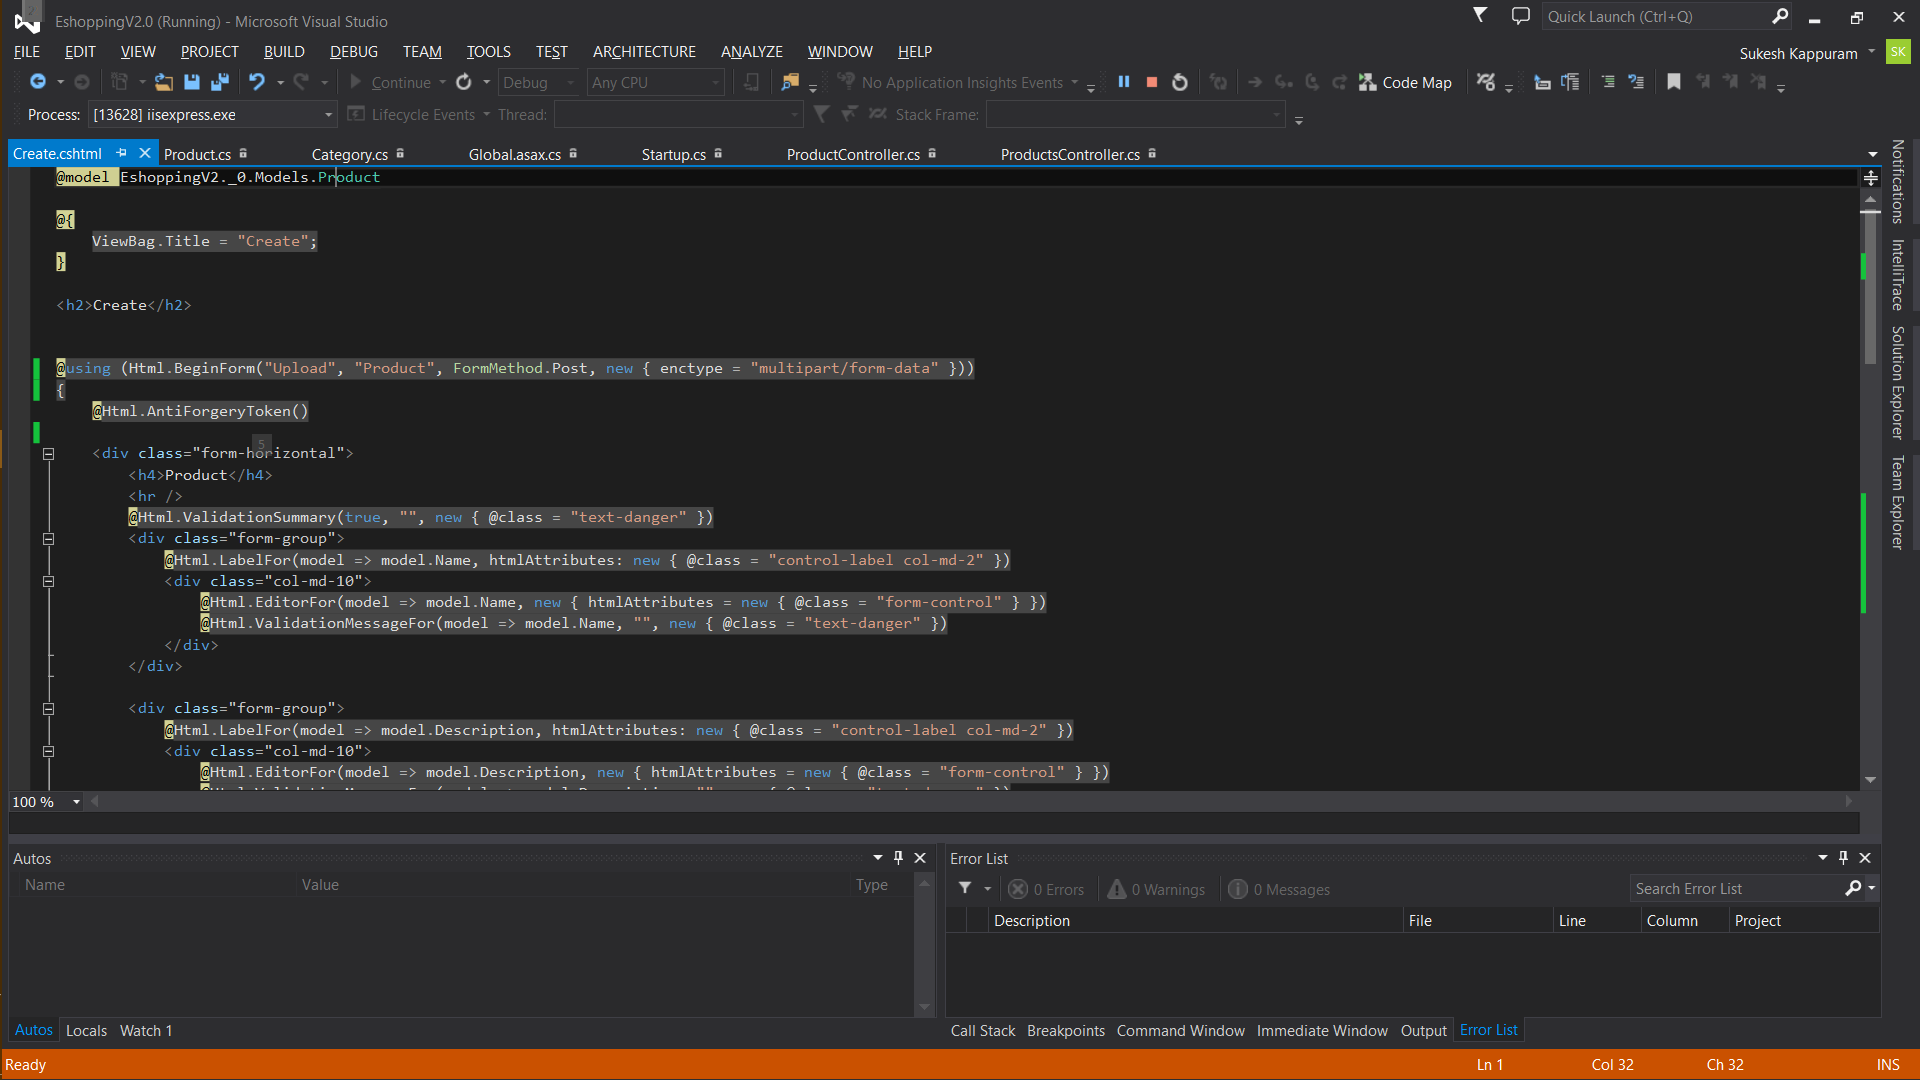 EshoppingV2.0 (Running) - Microsoft Visual Studio
Quick Launch (Ctrl+Q)
FILE EDIT VIEW PROJECT BUILD DEBUG TEAM TOOLS TEST ARCHITECTURE ANALYZE WINDOW HELP
Sukesh Kappuram SK
Continue Debug Any CPU No Application Insights Events Code Map
Process: [13628] iisexpress.exe Lifecycle Events Thread: Stack Frame:
Create.cshtml Product.cs Category.cs Global.asax.cs Startup.cs ProductController.cs ProductsController.cs
@model EshoppingV2._0.Models.Product
@{
ViewBag.Title = "Create";
}
<h2>Create</h2>
@using (Html.BeginForm("Upload", "Product", FormMethod.Post, new { enctype = "multipart/form-data" }))
{
@Html.AntiForgeryToken()
5
<div class="form-horizontal">
<h4>Product</h4>
<hr />
@Html.ValidationSummary(true, "", new { @class = "text-danger" })
<div class="form-group">
@Html.LabelFor(model => model.Name, htmlAttributes: new { @class = "control-label col-md-2" })
<div class="col-md-10">
@Html.EditorFor(model => model.Name, new { htmlAttributes = new { @class = "form-control" } })
@Html.ValidationMessageFor(model => model.Name, "", new { @class = "text-danger" })
</div>
</div>
<div class="form-group">
@Html.LabelFor(model => model.Description, htmlAttributes: new { @class = "control-label col-md-2" })
<div class="col-md-10">
@Html.EditorFor(model => model.Description, new { htmlAttributes = new { @class = "form-control" } })
100 %
Notifications
IntelliTrace
Solution Explorer
Team Explorer
Autos
Name Value Type
Autos Locals Watch 1
Error List
0 Errors 0 Warnings 0 Messages
Search Error List
Description File Line Column Project
Call Stack Breakpoints Command Window Immediate Window Output Error List
Ready Ln 1 Col 32 Ch 32 INS